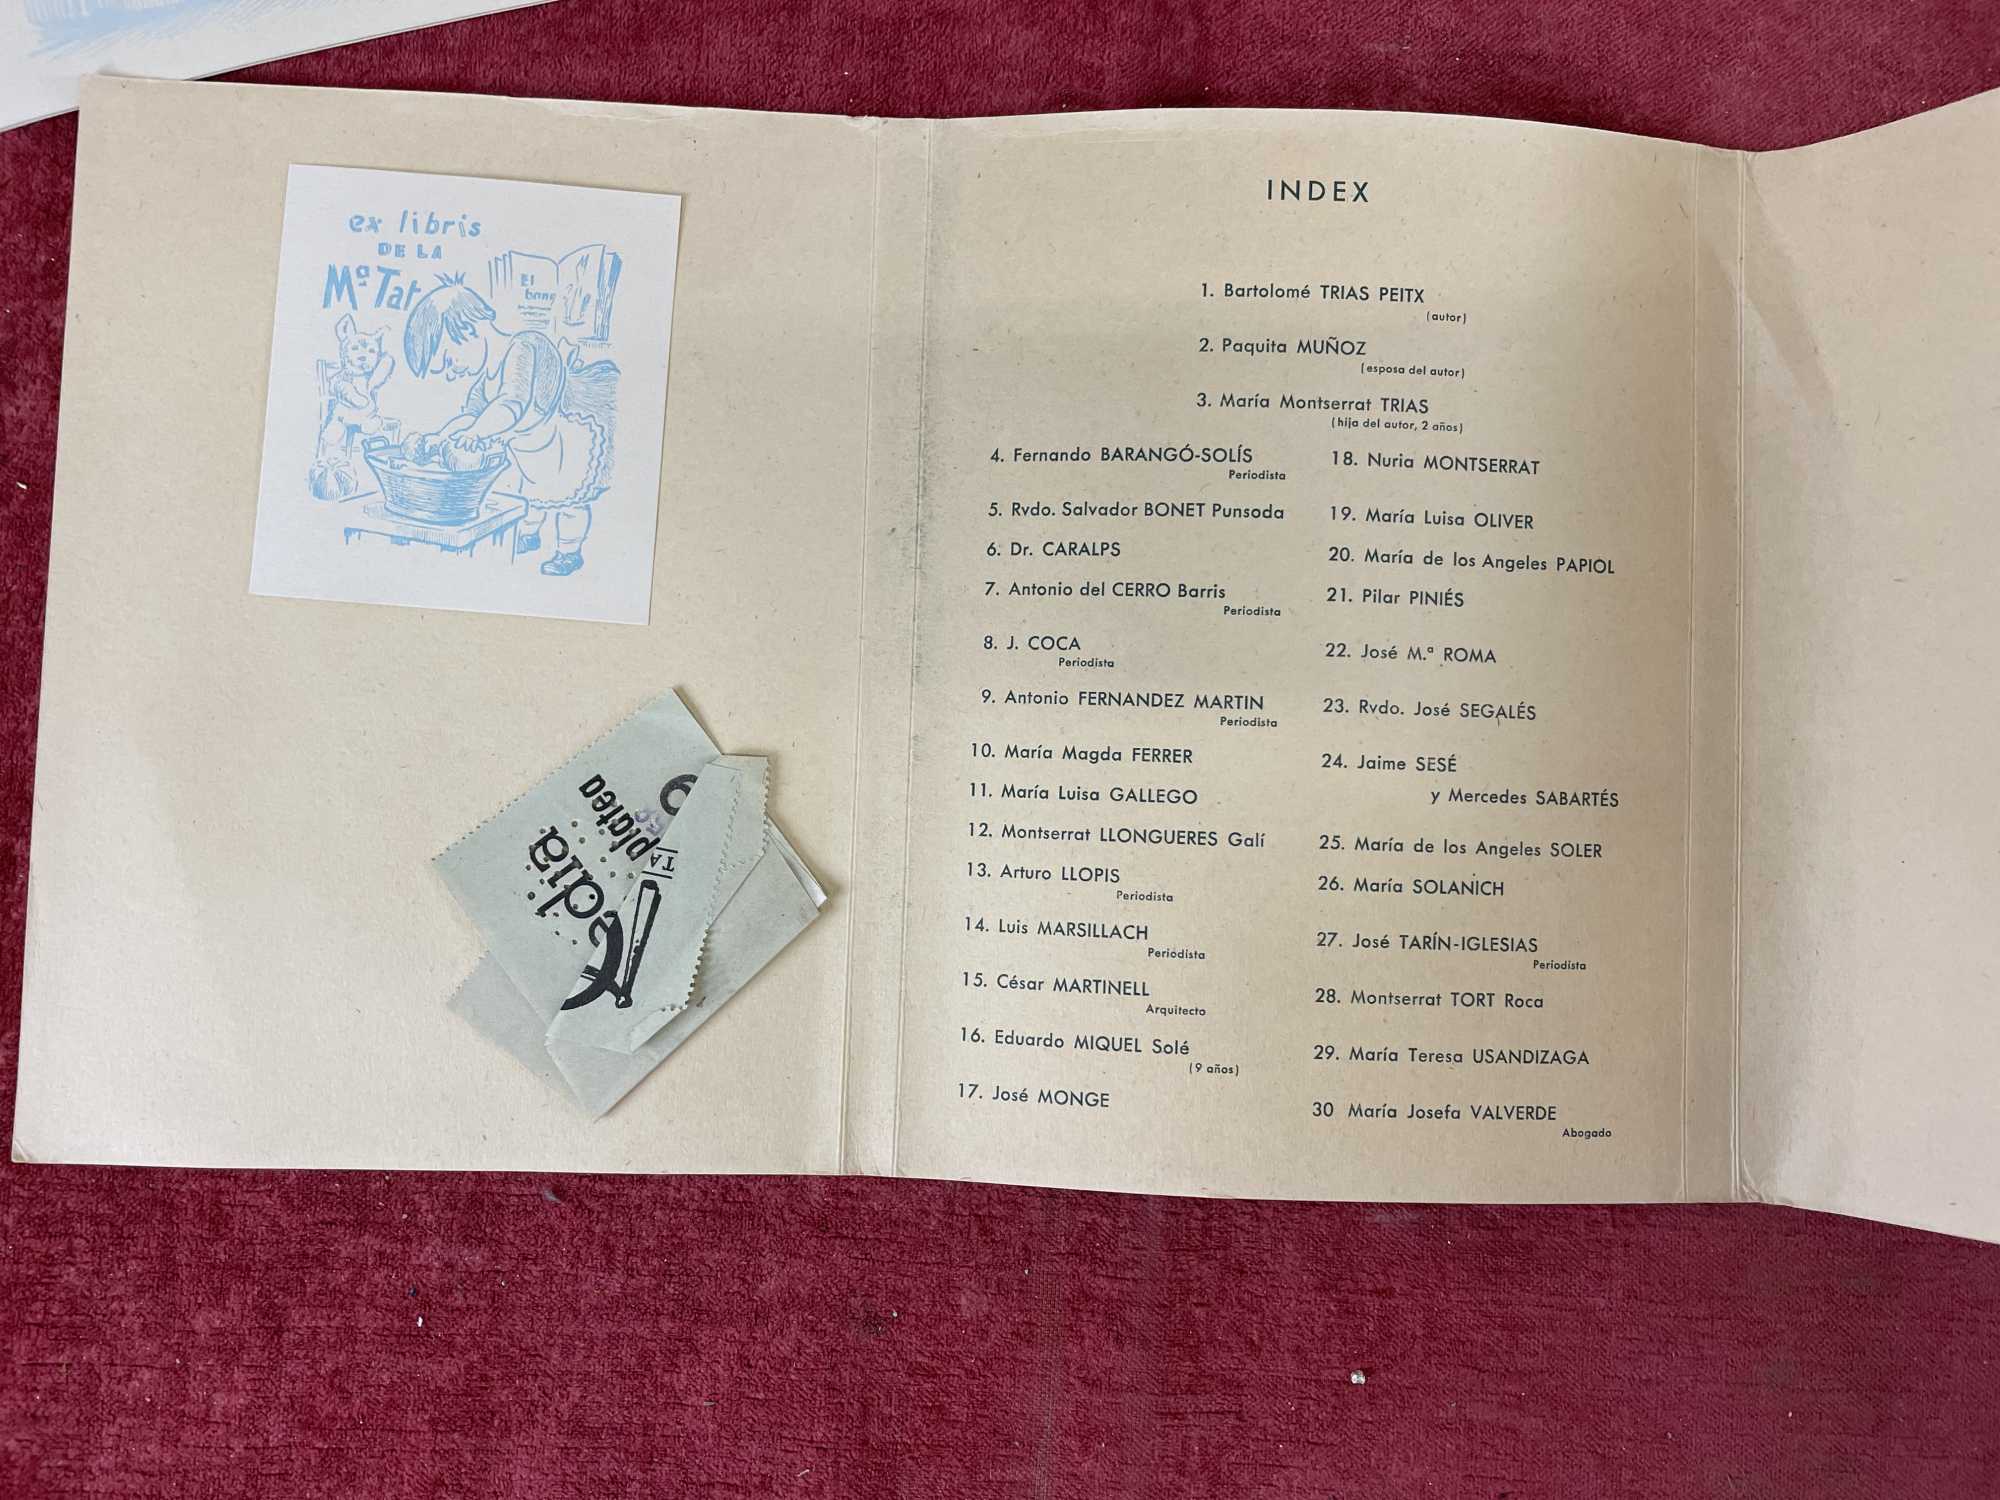 ex libris
DE LA
Mª Tat
El
INDEX
1. Bartolomé TRIAS PEITX
(autor)
2. Paquita MUÑOZ
(esposa del autor)
3. María Montserrat TRIAS
(hija del autor, 2 años)
4. Fernando BARANGÓ-SOLÍS
Periodista
5. Rvdo. Salvador BONET Punsoda
6. Dr. CARALPS
7. Antonio del CERRO Barris
Periodista
8. J. COCA
Periodista
9. Antonio FERNANDEZ MARTIN
Periodista
10. María Magda FERRER
11. María Luisa GALLEGO
12. Montserrat LLONGUERES Galí
13. Arturo LLOPIS
Periodista
14. Luis MARSILLACH
Periodista
15. César MARTINELL
Arquitecto
16. Eduardo MIQUEL Solé
(9 años)
17. José MONGE
18. Nuria MONTSERRAT
19. María Luisa OLIVER
20. María de los Angeles PAPIOL
21. Pilar PINIÉS
22. José M.ª ROMA
23. Rvdo. José SEGALÉS
24. Jaime SESÉ
y Mercedes SABARTÉS
25. María de los Angeles SOLER
26. María SOLANICH
27. José TARÍN-IGLESIAS
Periodista
28. Montserrat TORT Roca
29. María Teresa USANDIZAGA
30 María Josefa VALVERDE
Abogado
platea